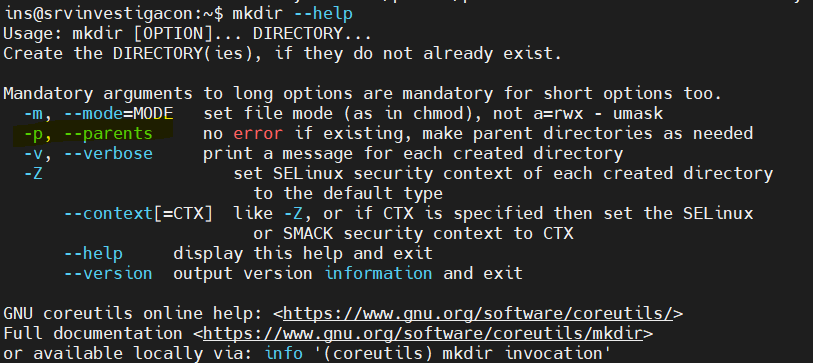 ins@srvinvestigacon:~$ mkdir --help
Usage: mkdir [OPTION]... DIRECTORY...
Create the DIRECTORY(ies), if they do not already exist.

Mandatory arguments to long options are mandatory for short options too.
  -m, --mode=MODE   set file mode (as in chmod), not a=rwx - umask
  -p, --parents     no error if existing, make parent directories as needed
  -v, --verbose     print a message for each created directory
  -Z                   set SELinux security context of each created directory
                         to the default type
      --context[=CTX]  like -Z, or if CTX is specified then set the SELinux
                         or SMACK security context to CTX
      --help     display this help and exit
      --version  output version information and exit

GNU coreutils online help: <https://www.gnu.org/software/coreutils/>
Full documentation <https://www.gnu.org/software/coreutils/mkdir>
or available locally via: info '(coreutils) mkdir invocation'